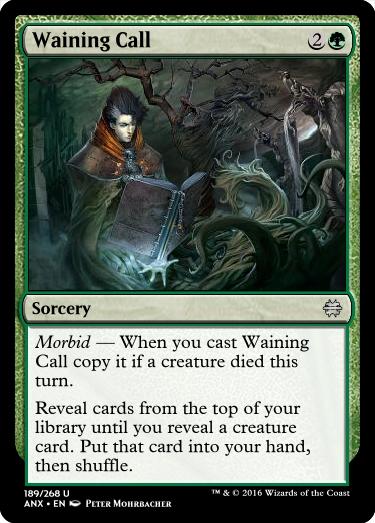 Waining Call 2
Sorcery
Morbid — When you cast Waining
Call copy it if a creature died this
turn.
Reveal cards from the top of your
library until you reveal a creature
card. Put that card into your hand,
then shuffle.
189/268 U
ANX • EN Peter Mohrbacher
™ & © 2016 Wizards of the Coast